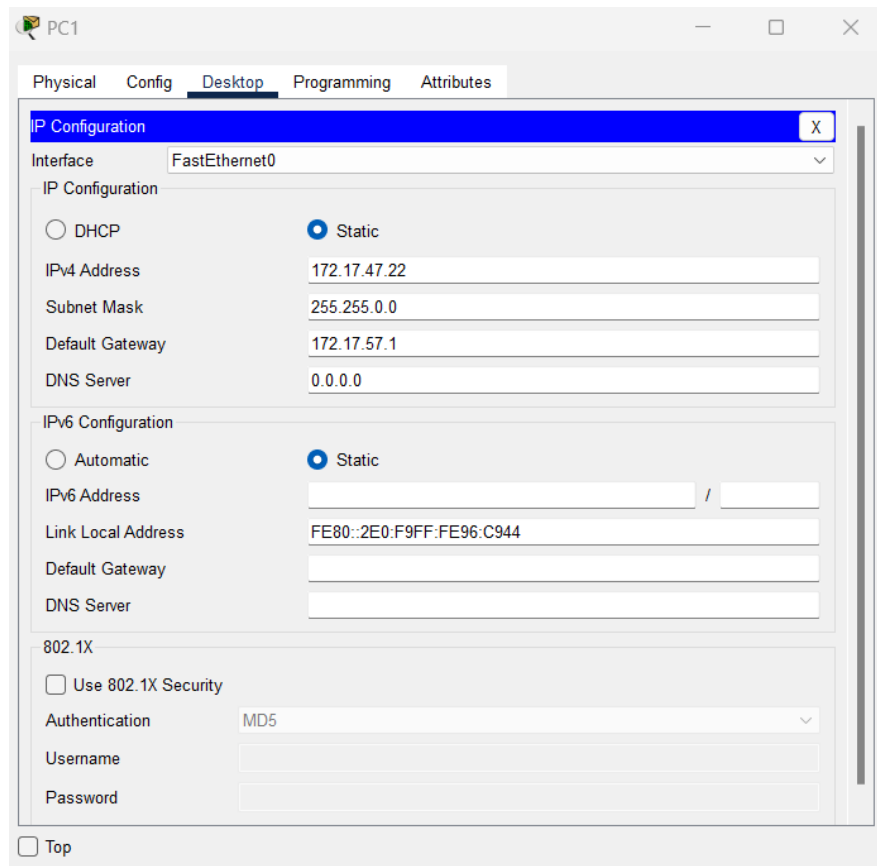 PC1
Physical Config Desktop Programming Attributes
IP Configuration X
Interface FastEthernet0
IP Configuration
DHCP Static
IPv4 Address 172.17.47.22
Subnet Mask 255.255.0.0
Default Gateway 172.17.57.1
DNS Server 0.0.0.0
IPv6 Configuration
Automatic Static
IPv6 Address /
Link Local Address FE80::2E0:F9FF:FE96:C944
Default Gateway
DNS Server
802.1X
Use 802.1X Security
Authentication MD5
Username
Password
Top